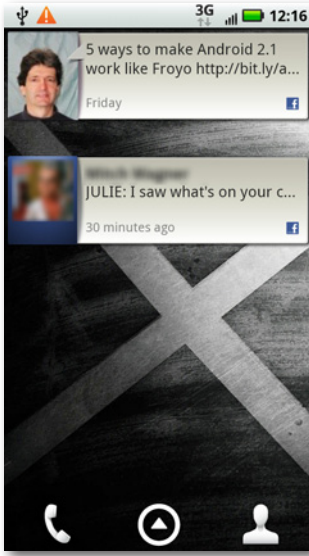 3G
12:16
5 ways to make Android 2.1
work like Froyo http://bit.ly/a...
Friday
f
JULIE: I saw what's on your c...
30 minutes ago
f